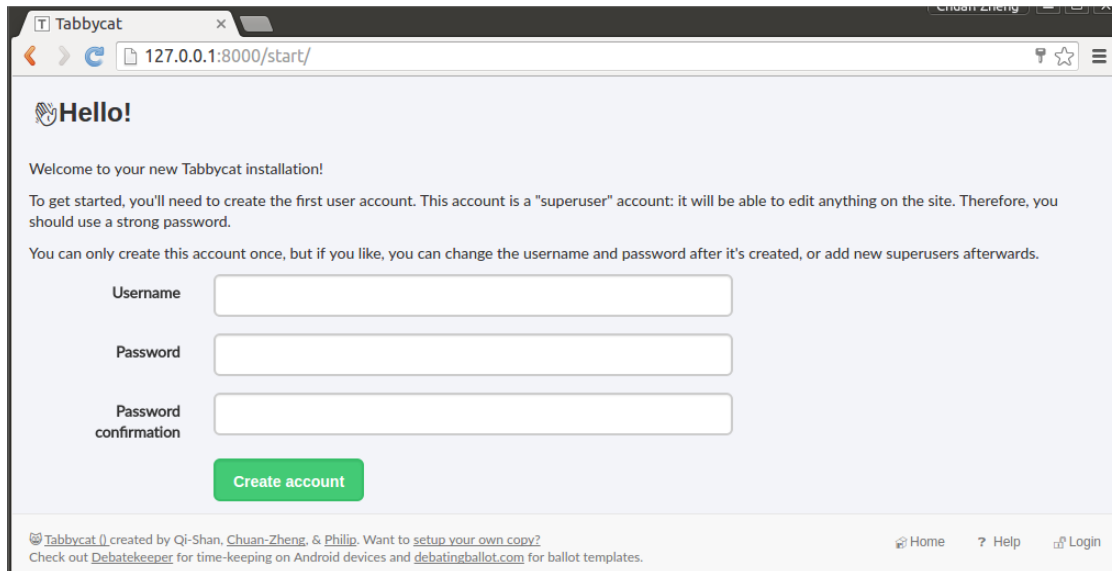 Chuan Zheng
T Tabbycat
127.0.0.1:8000/start/
Hello!
Welcome to your new Tabbycat installation!
To get started, you'll need to create the first user account. This account is a "superuser" account: it will be able to edit anything on the site. Therefore, you
should use a strong password.
You can only create this account once, but if you like, you can change the username and password after it's created, or add new superusers afterwards.
Username
Password
Password
confirmation
Create account
Tabbycat () created by Qi-Shan, Chuan-Zheng, & Philip. Want to setup your own copy?
Home ? Help Login
Check out Debatekeeper for time-keeping on Android devices and debatingballot.com for ballot templates.